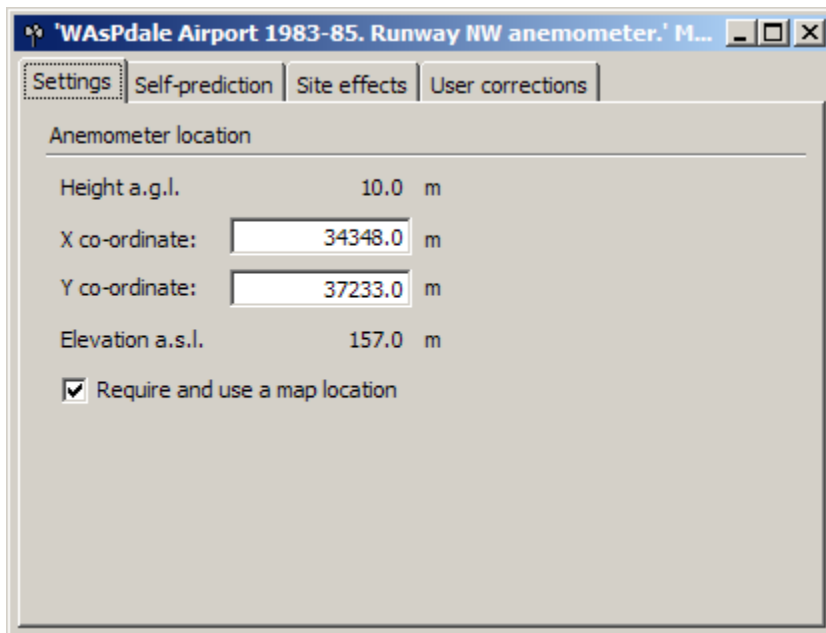 'WAsPdale Airport 1983-85. Runway NW anemometer.' M...
Settings Self-prediction Site effects User corrections
Anemometer location
Height a.g.l. 10.0 m
X co-ordinate: 34348.0 m
Y co-ordinate: 37233.0 m
Elevation a.s.l. 157.0 m
Require and use a map location